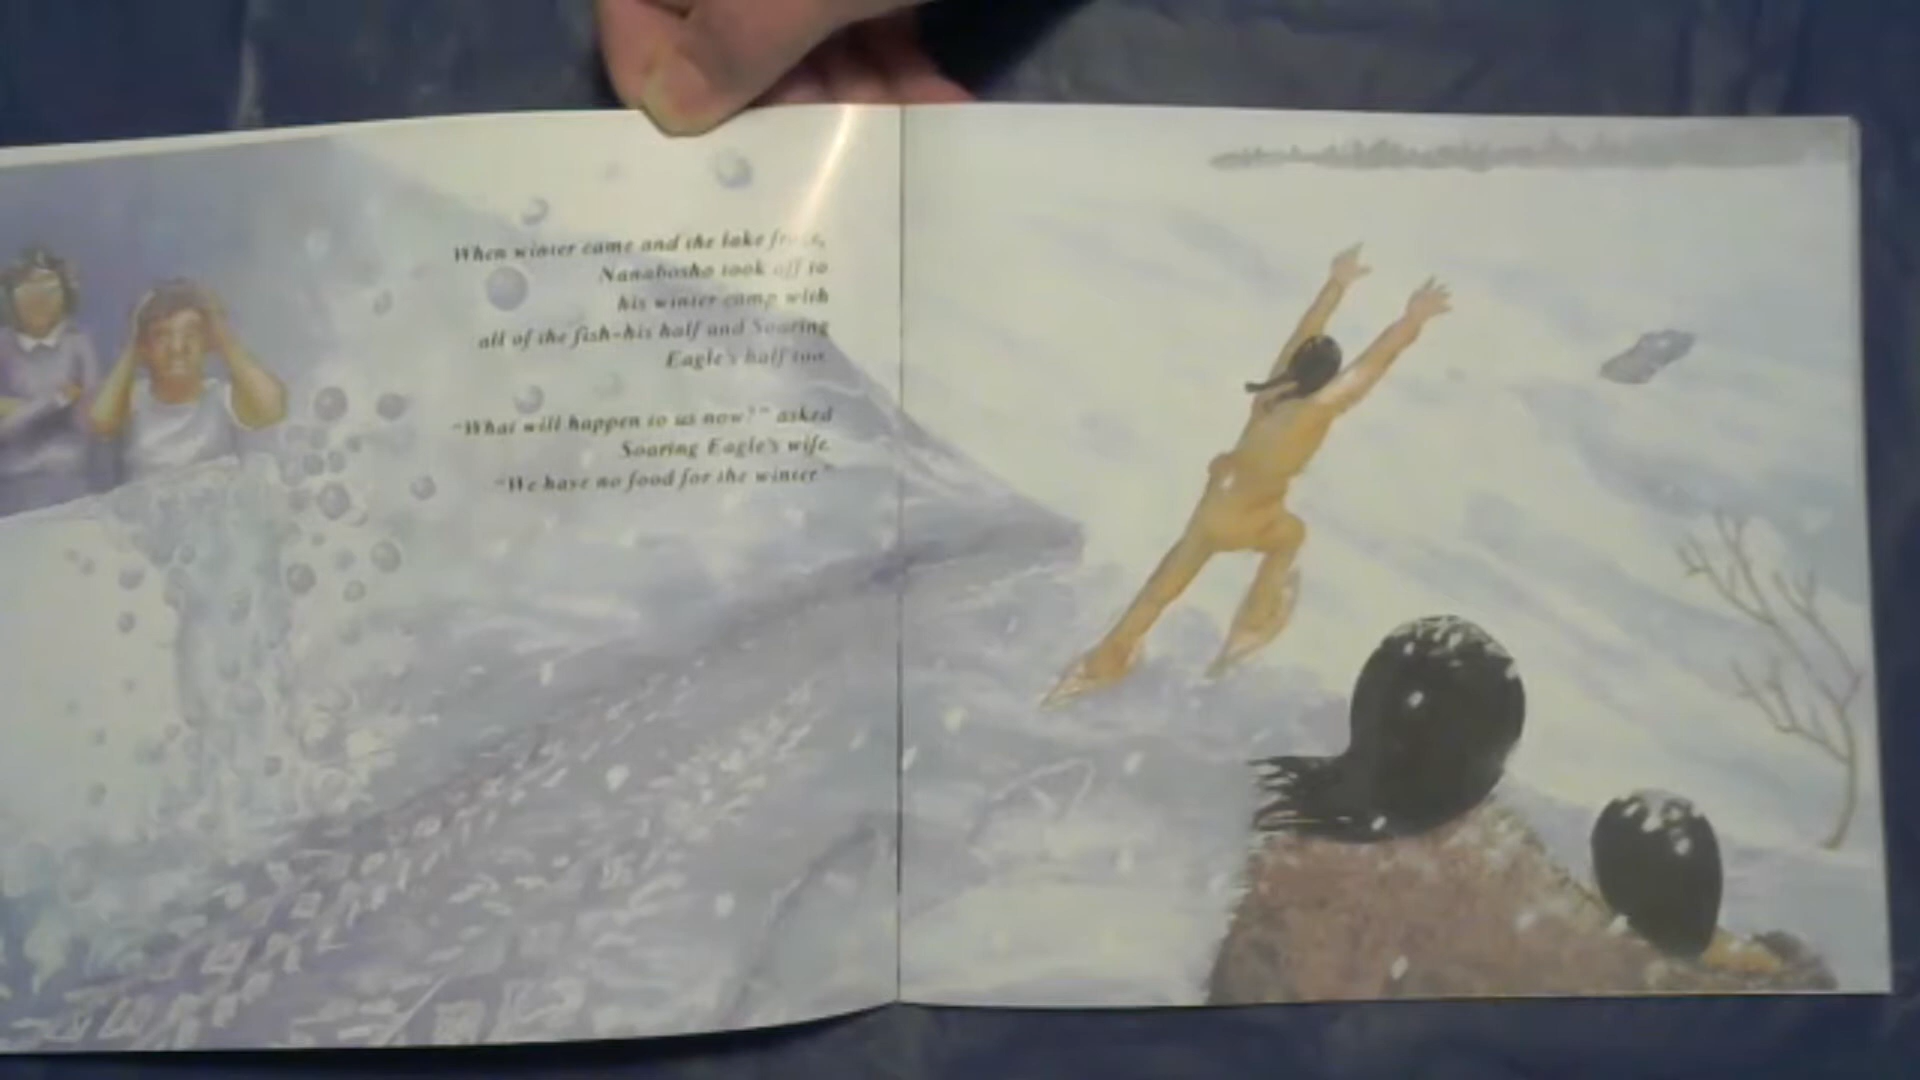 When winter came and the lake froze,
Nanabosho took off to
his winter camp with
all of the fish-his half and Soaring
Eagle's half too.
"What will happen to us now?" asked
Soaring Eagle's wife.
"We have no food for the winter."